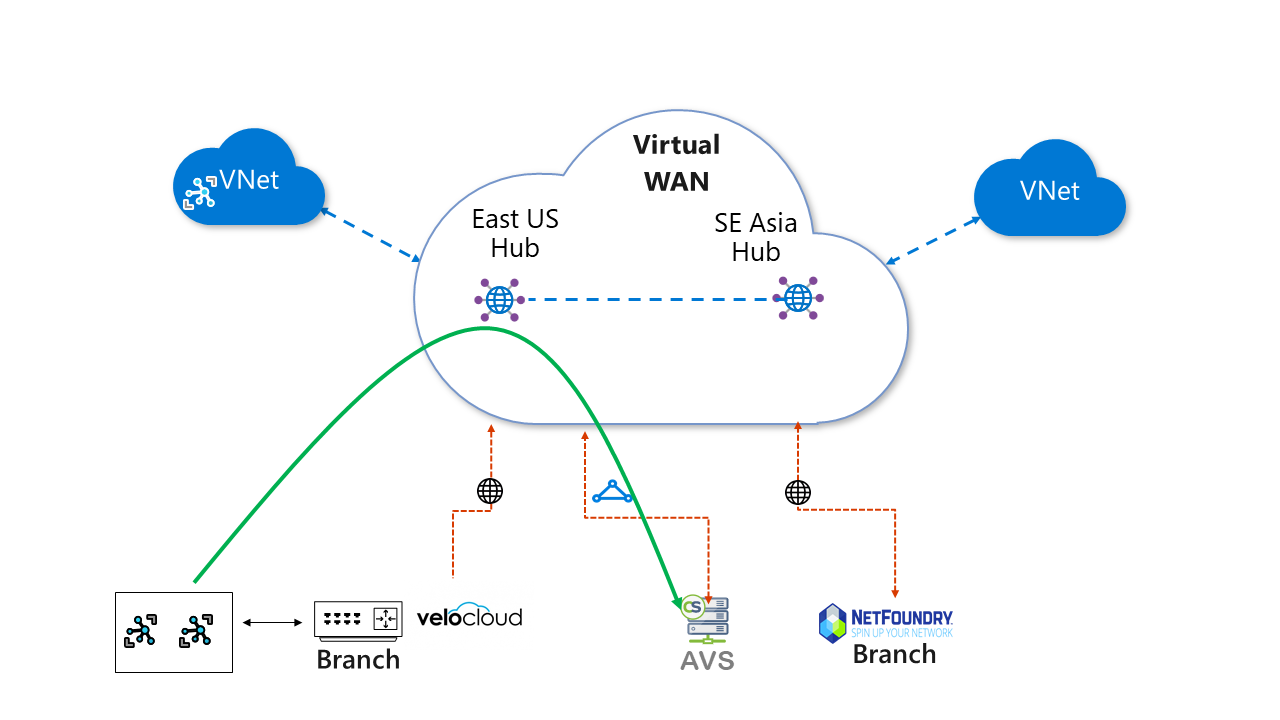 Virtual
WAN
VNet
VNet
East US
Hub
SE Asia
Hub
velocloud
CS
NETFOUNDRY
SPIN UP YOUR NETWORK
Branch
AVS
Branch